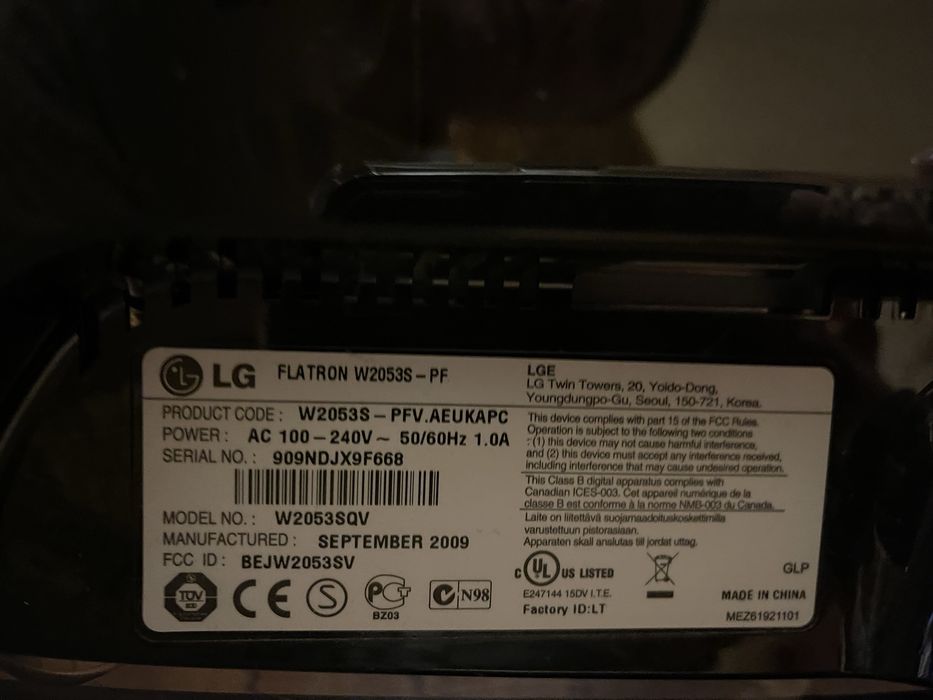 LG FLATRON W2053S-PF
PRODUCT CODE : W2053S-PFV.AEUKAPC
POWER : AC 100-240V~ 50/60Hz 1.0A
SERIAL NO. : 909NDJX9F668
MODEL NO. : W2053SQV
MANUFACTURED : SEPTEMBER 2009
FCC ID : BEJW2053SV
TÜV
CE
S
PCT
BZ03
N98
LGE
LG Twin Towers, 20, Yoido-Dong,
Youngdungpo-Gu, Seoul, 150-721, Korea.
This device complies with part 15 of the FCC Rules.
Operation is subject to the following two conditions
: (1) this device may not cause harmful interference,
and (2) this device must accept any interference received,
including interference that may cause undesired operation.
This Class B digital apparatus complies with
Canadian ICES-003. Cet appareil numérique de la
classe B est conforme à la norme NMB-003 du Canada.
Laite on liitettävä suojamaadoituskoskettimilla
varustettuun pistorasiaan.
Apparaten skall anslutas till jordat uttag.
C UL US LISTED
E247144 15DV I.T.E.
Factory ID:LT
GLP
MADE IN CHINA
MEZ61921101